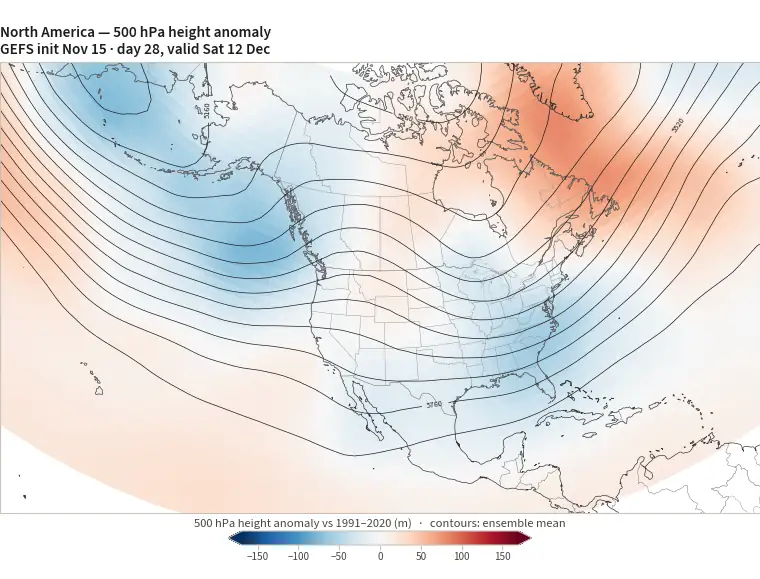 North America — 500 hPa height anomaly
GEFS init Nov 15 · day 28, valid Sat 12 Dec
5160
5760
500 hPa height anomaly vs 1991–2020 (m) · contours: ensemble mean
−150 −100 −50 0 50 100 150